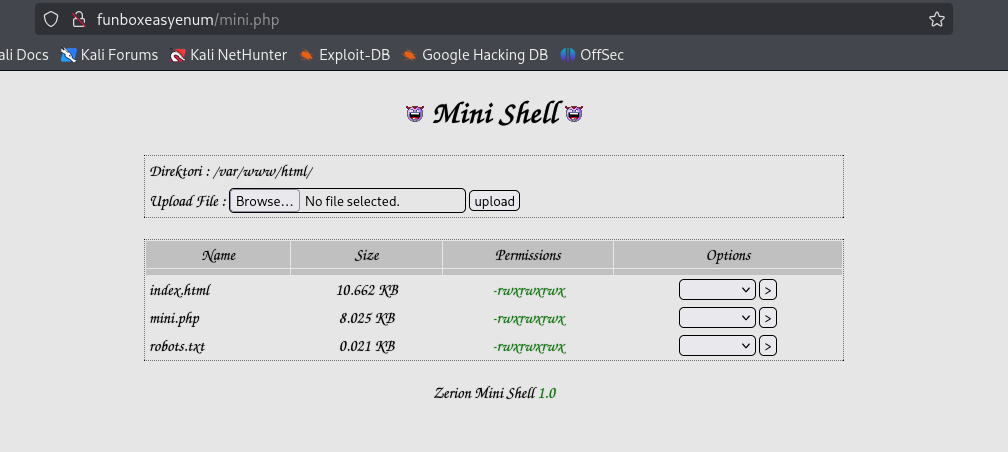 funboxeasyenum/mini.php
ali Docs Kali Forums Kali NetHunter Exploit-DB Google Hacking DB OffSec
Mini Shell
Direktori : /var/www/html/
Upload File : Browse... No file selected. upload
Name Size Permissions Options
index.html 10.662 KB -rwxrwxrwx >
mini.php 8.025 KB -rwxrwxrwx >
robots.txt 0.021 KB -rwxrwxrwx >
Zerion Mini Shell 1.0